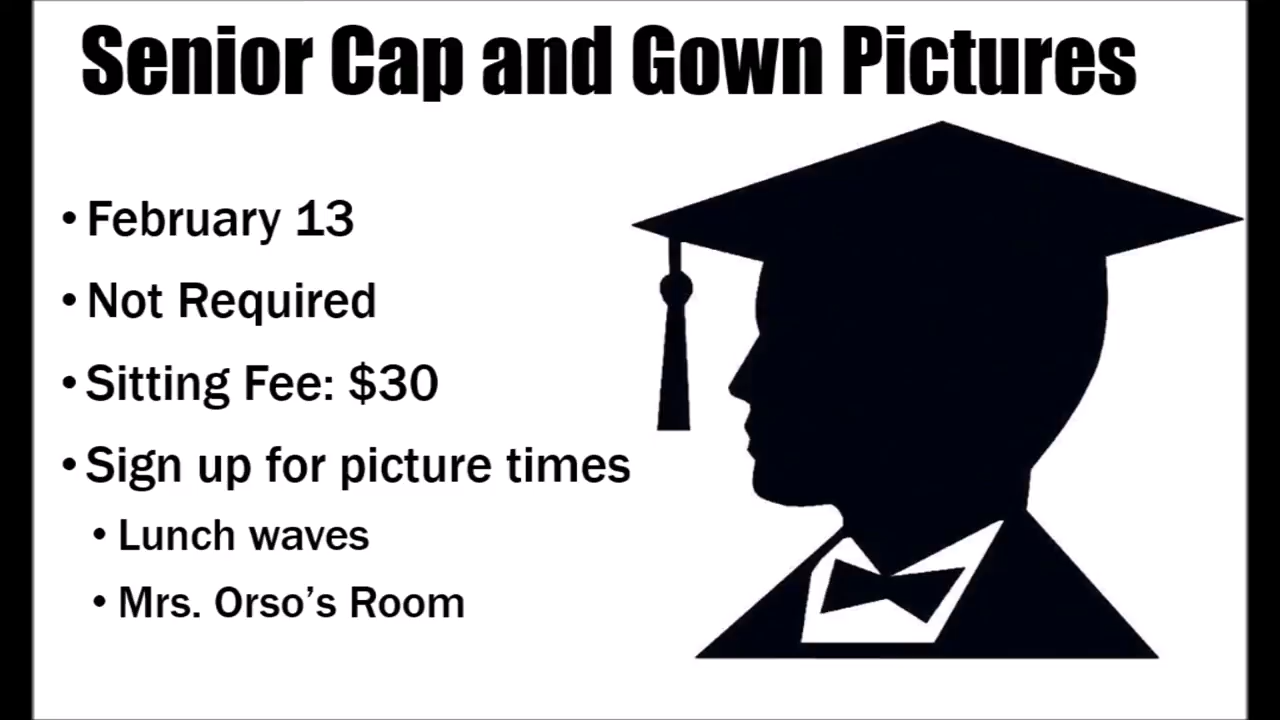 Senior Cap and Gown Pictures
• February 13
• Not Required
• Sitting Fee: $30
• Sign up for picture times
• Lunch waves
• Mrs. Orso’s Room